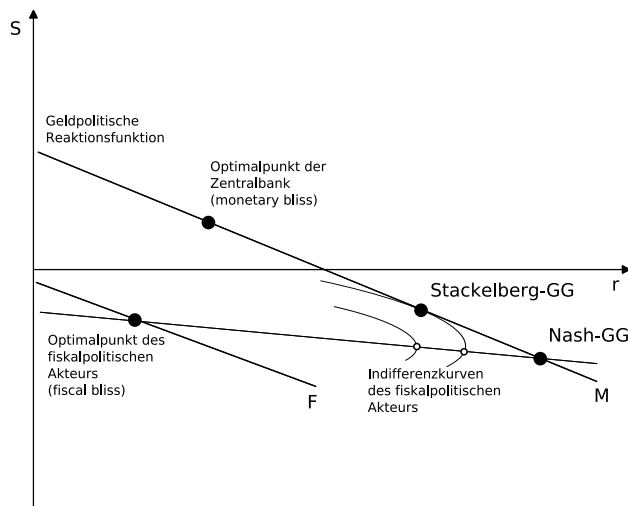 S
Geldpolitische
Reaktionsfunktion
Optimalpunkt der
Zentralbank
(monetary bliss)
r
Stackelberg-GG
Nash-GG
Optimalpunkt des
fiskalpolitischen
Akteurs
(fiscal bliss)
Indifferenzkurven
des fiskalpolitischen
Akteurs
F
M